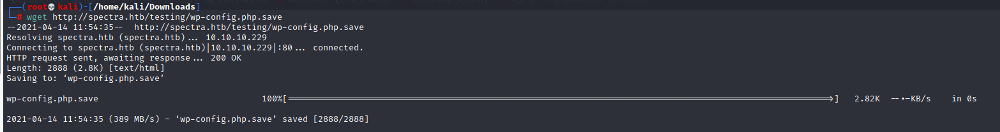 ┌──(root💀kali)-[/home/kali/Downloads]
└─# wget http://spectra.htb/testing/wp-config.php.save
--2021-04-14 11:54:35--  http://spectra.htb/testing/wp-config.php.save
Resolving spectra.htb (spectra.htb)... 10.10.10.229
Connecting to spectra.htb (spectra.htb)|10.10.10.229|:80... connected.
HTTP request sent, awaiting response... 200 OK
Length: 2888 (2.8K) [text/html]
Saving to: ‘wp-config.php.save’
wp-config.php.save 100%[===================================================>] 2.82K --.-KB/s in 0s
2021-04-14 11:54:35 (389 MB/s) - ‘wp-config.php.save’ saved [2888/2888]